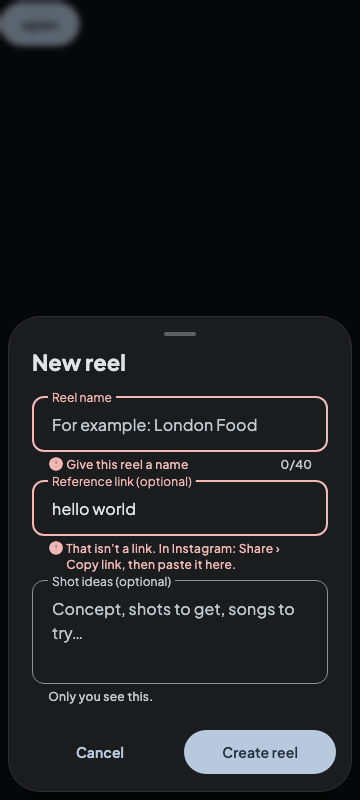 open
New reel
Reel name
For example: London Food
Give this reel a name 0/40
Reference link (optional)
hello world
That isn't a link. In Instagram: Share ›
Copy link, then paste it here.
Shot ideas (optional)
Concept, shots to get, songs to
try…
Only you see this.
Cancel Create reel